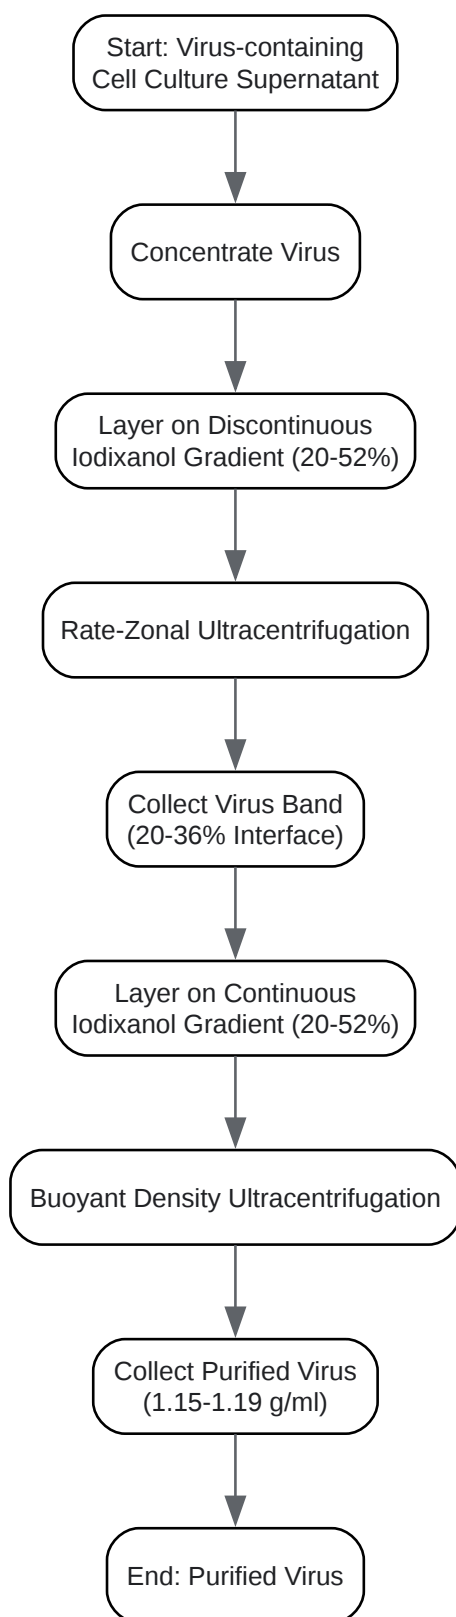 Start: Virus-containing
Cell Culture Supernatant
Concentrate Virus
Layer on Discontinuous
Iodixanol Gradient (20-52%)
Rate-Zonal Ultracentrifugation
Collect Virus Band
(20-36% Interface)
Layer on Continuous
Iodixanol Gradient (20-52%)
Buoyant Density Ultracentrifugation
Collect Purified Virus
(1.15-1.19 g/ml)
End: Purified Virus